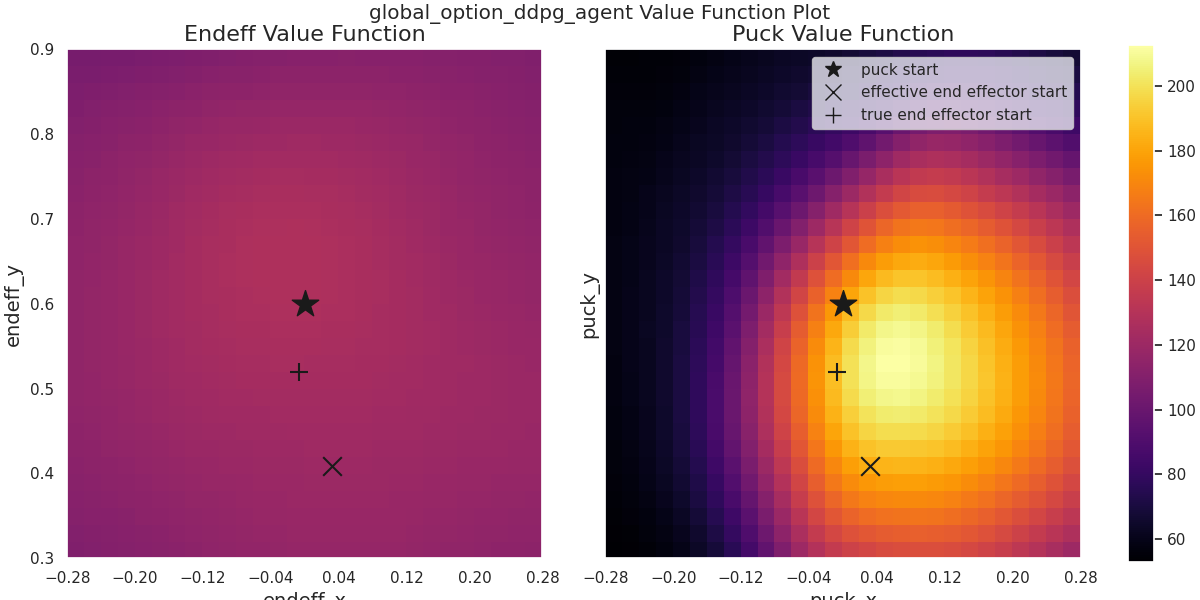 global_option_ddpg_agent Value Function Plot
Endeff Value Function
Puck Value Function
0.9
0.8
0.7
0.6
0.5
0.4
0.3
endeff_y
−0.28 −0.20 −0.12 −0.04 0.04 0.12 0.20 0.28
endeff_x
puck start
effective end effector start
true end effector start
puck_y
−0.28 −0.20 −0.12 −0.04 0.04 0.12 0.20 0.28
puck_x
200
180
160
140
120
100
80
60